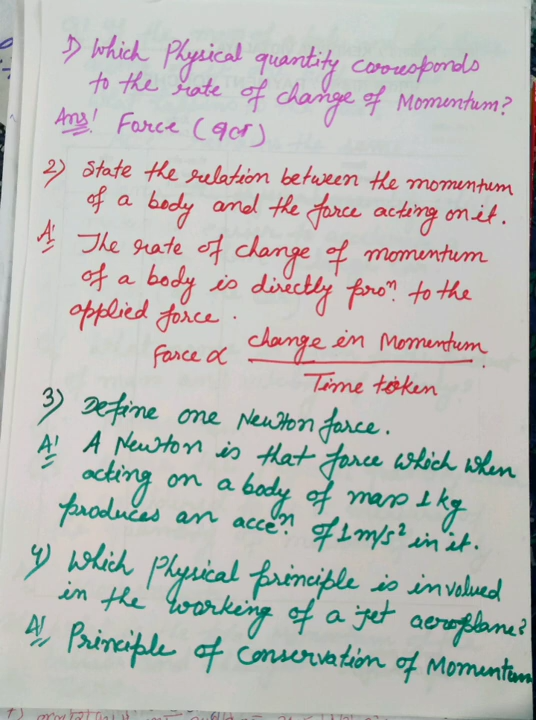 1) Which Physical quantity corresponds
to the rate of change of Momentum?
Ans! Force (बल)
2) State the relation between the momentum
of a body and the force acting on it.
A! The rate of change of momentum
of a body is directly pro.n to the
applied force.
Force ∝ change in Momentum
Time taken
3) Define one Newton force.
A! A Newton is that force which when
acting on a body of mass 1 kg
produces an accen. of 1 m/s² in it.
4) Which Physical principle is involved
in the working of a jet aeroplane?
A! Principle of conservation of Momentum